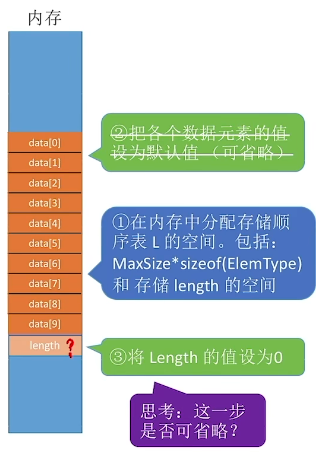 内存
data[0]
data[1]
data[2]
data[3]
data[4]
data[5]
data[6]
data[7]
data[8]
data[9]
length ?
②把各个数据元素的值
设为默认值（可省略）
①在内存中分配存储顺
序表 L 的空间。包括：
MaxSize*sizeof(ElemType)
和 存储 length 的空间
③将 Length 的值设为0
思考：这一步
是否可省略？